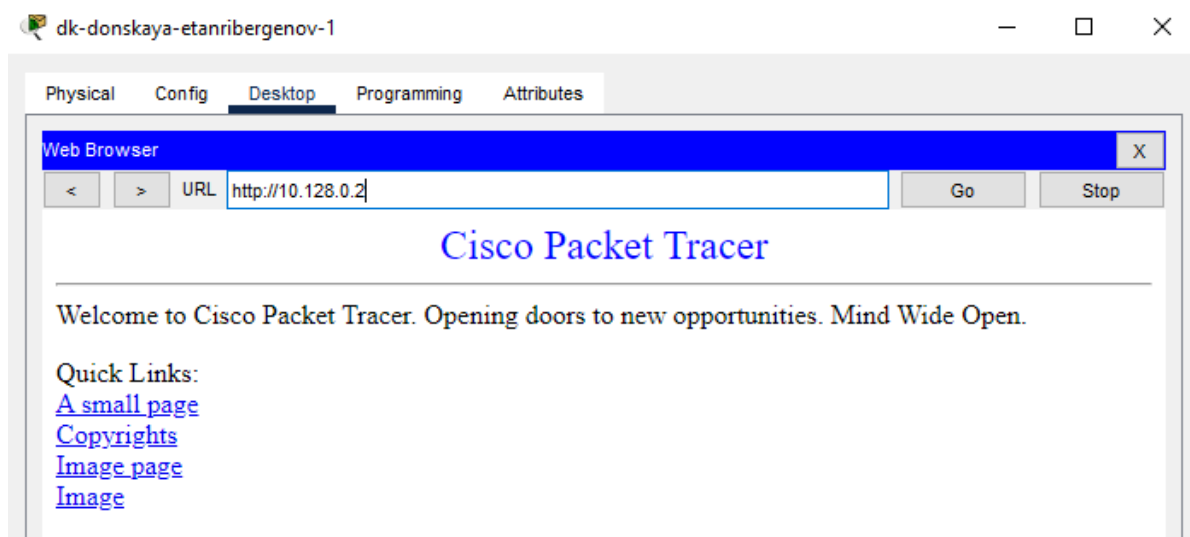 dk-donskaya-etanribergenov-1
Physical Config Desktop Programming Attributes
Web Browser X
< > URL http://10.128.0.2 Go Stop
Cisco Packet Tracer
Welcome to Cisco Packet Tracer. Opening doors to new opportunities. Mind Wide Open.
Quick Links:
A small page
Copyrights
Image page
Image